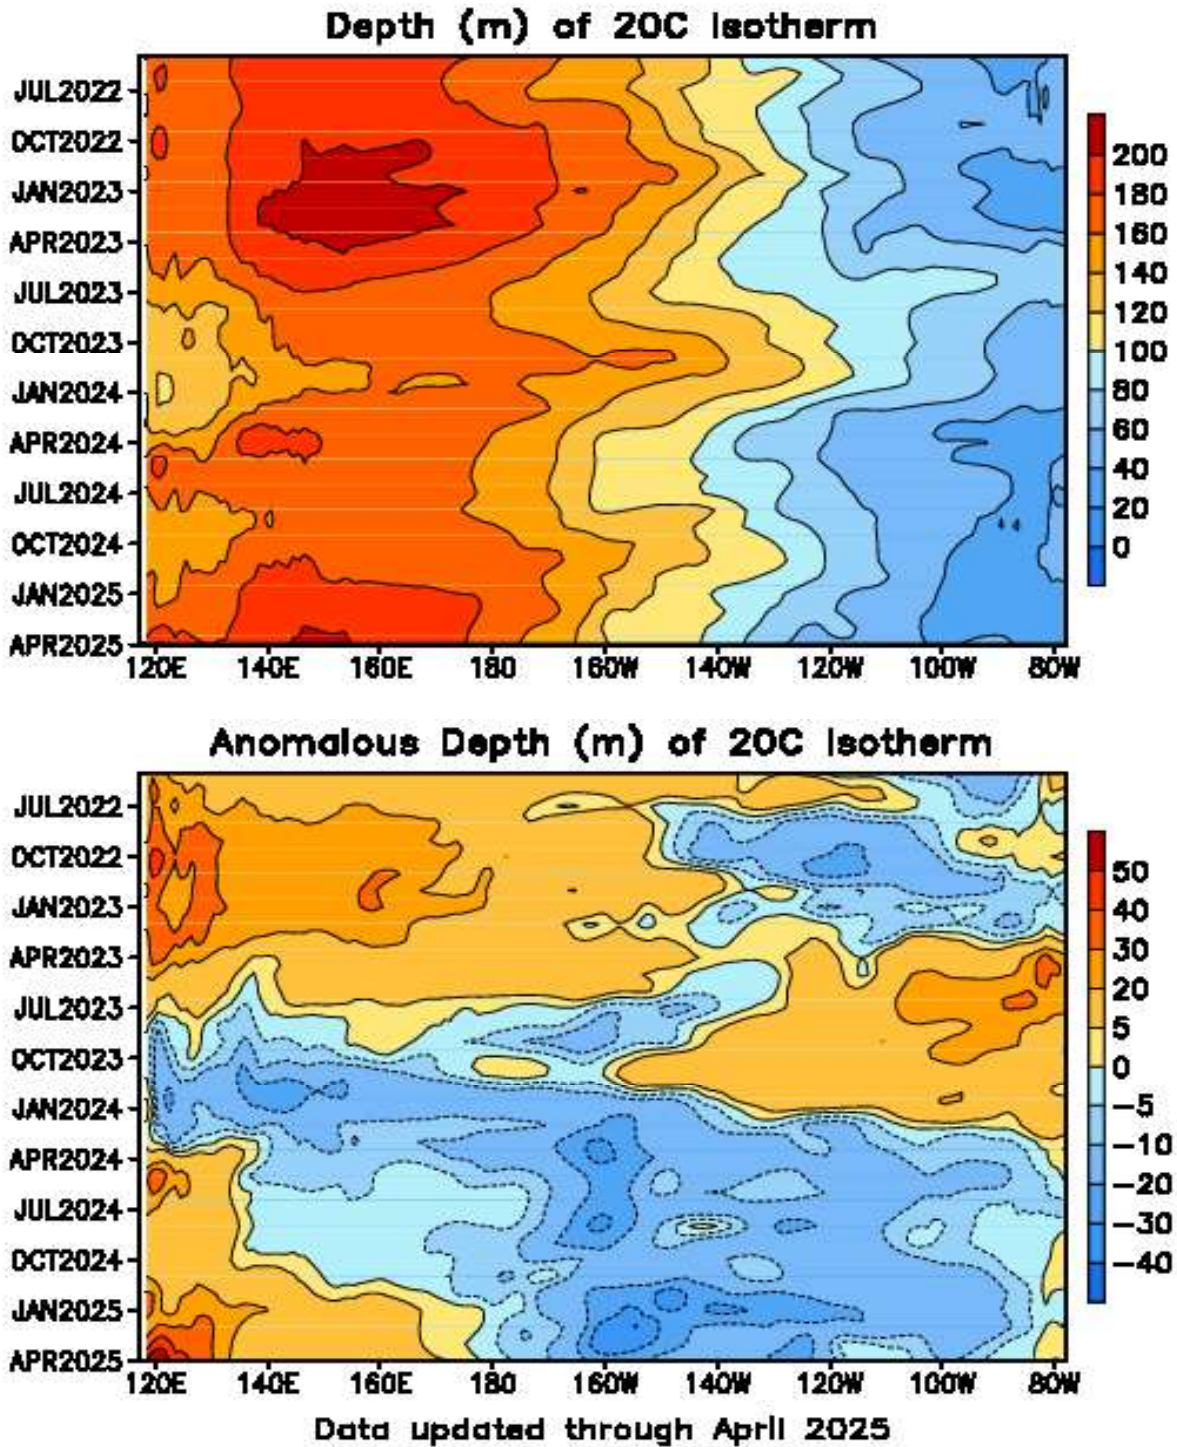 Depth (m) of 20C Isotherm
JUL2022
OCT2022
JAN2023
APR2023
JUL2023
OCT2023
JAN2024
APR2024
JUL2024
OCT2024
JAN2025
APR2025
120E 140E 160E 180 160W 140W 120W 100W 80W
200
180
160
140
120
100
80
60
40
20
0
Anomalous Depth (m) of 20C Isotherm
JUL2022
OCT2022
JAN2023
APR2023
JUL2023
OCT2023
JAN2024
APR2024
JUL2024
OCT2024
JAN2025
APR2025
120E 140E 160E 180 160W 140W 120W 100W 80W
50
40
30
20
5
0
-5
-10
-20
-30
-40
Data updated through April 2025